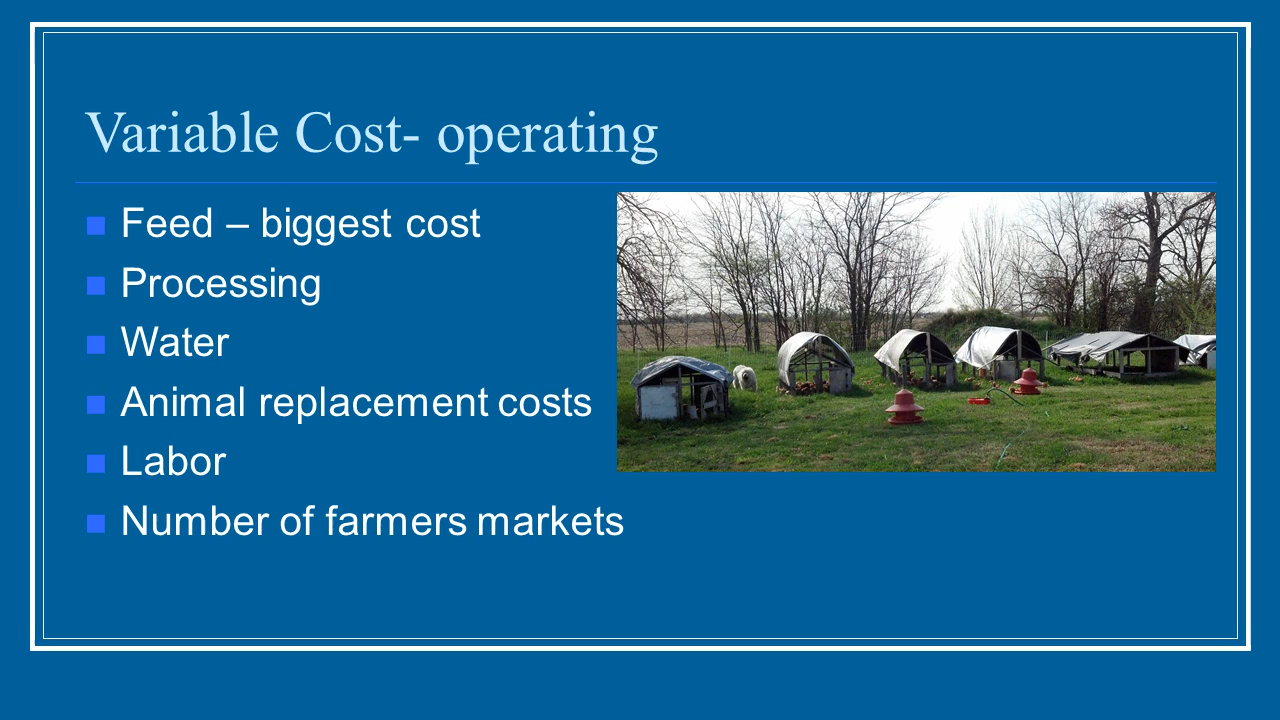 Variable Cost- operating
Feed – biggest cost
Processing
Water
Animal replacement costs
Labor
Number of farmers markets